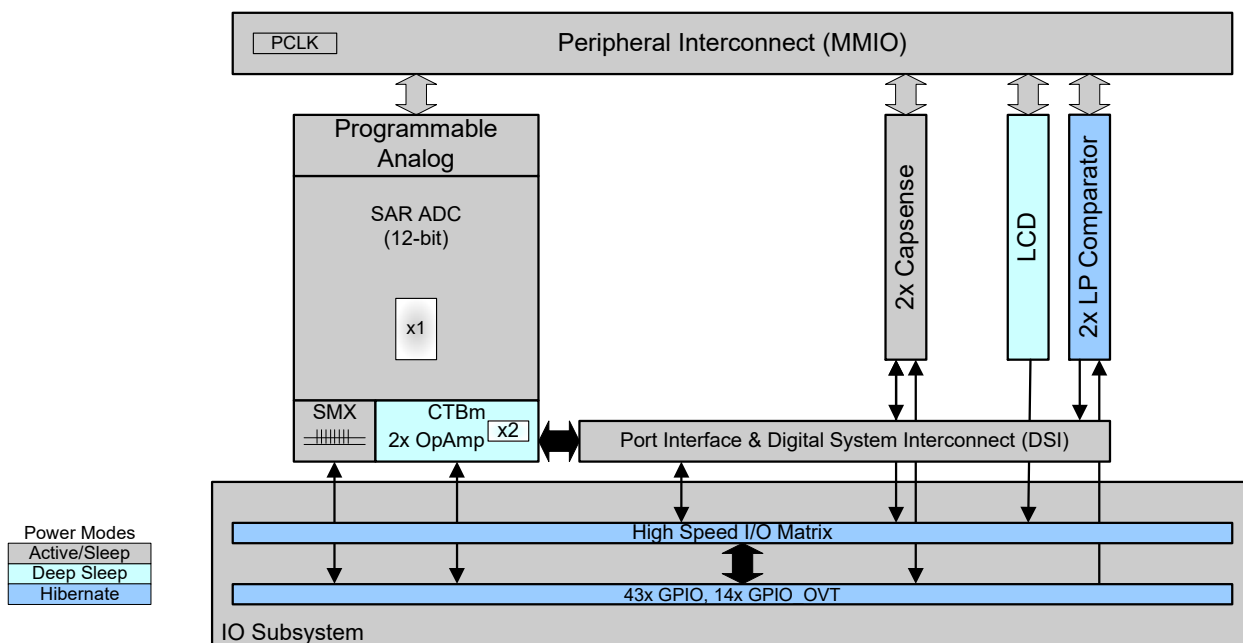 PCLK
Peripheral Interconnect (MMIO)
Programmable
Analog
SAR ADC
(12-bit)
x1
SMX
CTBm
2x OpAmp
x2
2x Capsense
LCD
2x LP Comparator
Port Interface & Digital System Interconnect (DSI)
High Speed I/O Matrix
43x GPIO, 14x GPIO_OVT
IO Subsystem
Power Modes
Active/Sleep
Deep Sleep
Hibernate